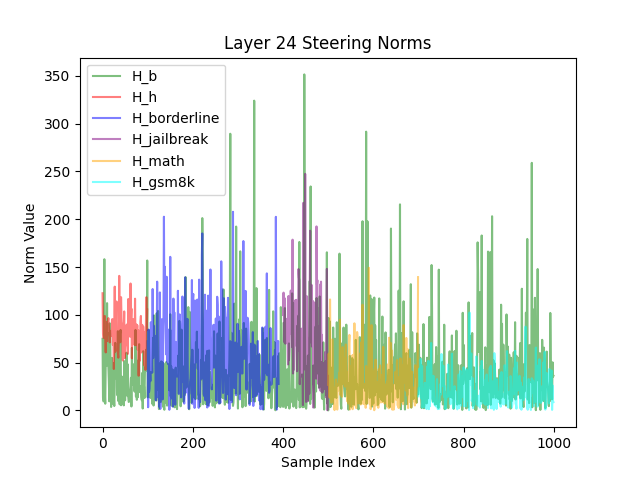 Layer 24 Steering Norms
H_b
H_h
H_borderline
H_jailbreak
H_math
H_gsm8k
Norm Value
350
300
250
200
150
100
50
0
0 200 400 600 800 1000
Sample Index